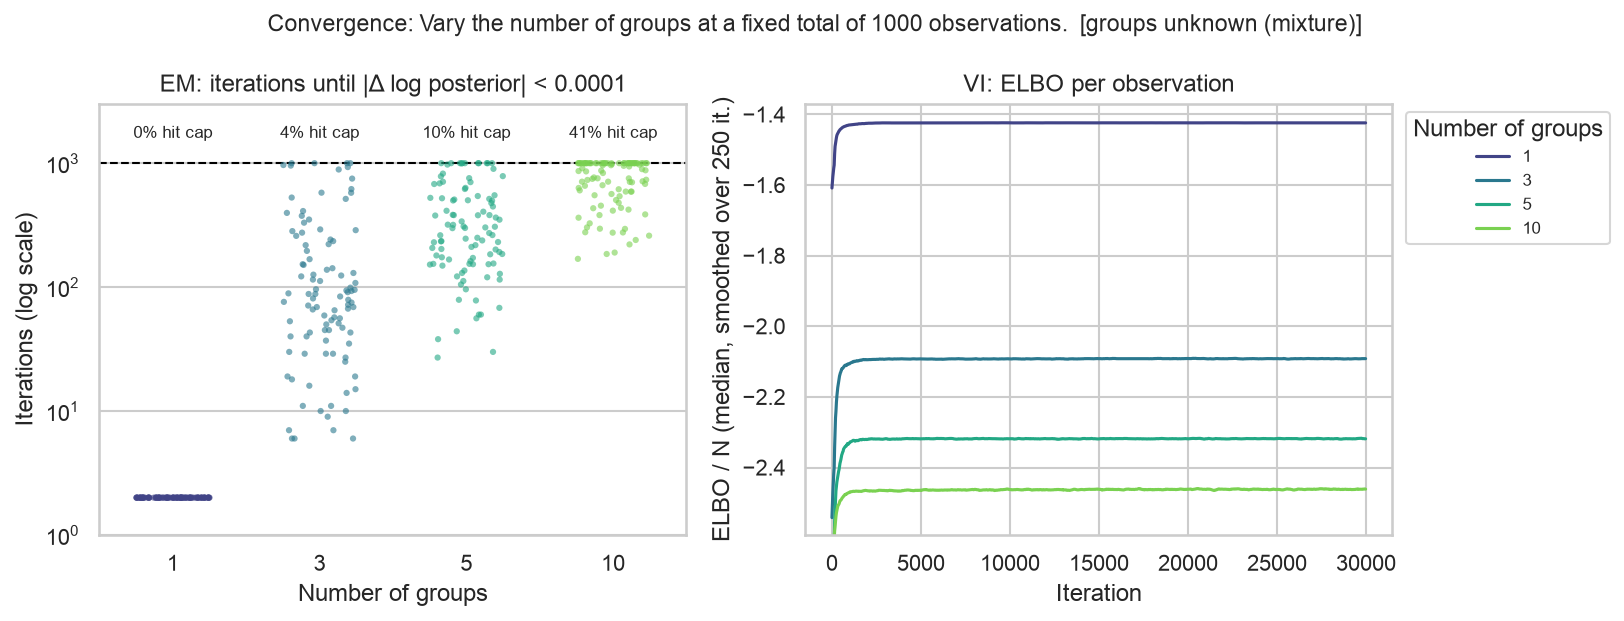 Convergence: Vary the number of groups at a fixed total of 1000 observations.  [groups unknown (mixture)]
EM: iterations until |Δ log posterior| < 0.0001
0% hit cap
4% hit cap
10% hit cap
41% hit cap
Iterations (log scale)
10³
10²
10¹
10⁰
1
3
5
10
Number of groups
VI: ELBO per observation
ELBO / N (median, smoothed over 250 it.)
−1.4
−1.6
−1.8
−2.0
−2.2
−2.4
0
5000
10000
15000
20000
25000
30000
Iteration
Number of groups
1
3
5
10